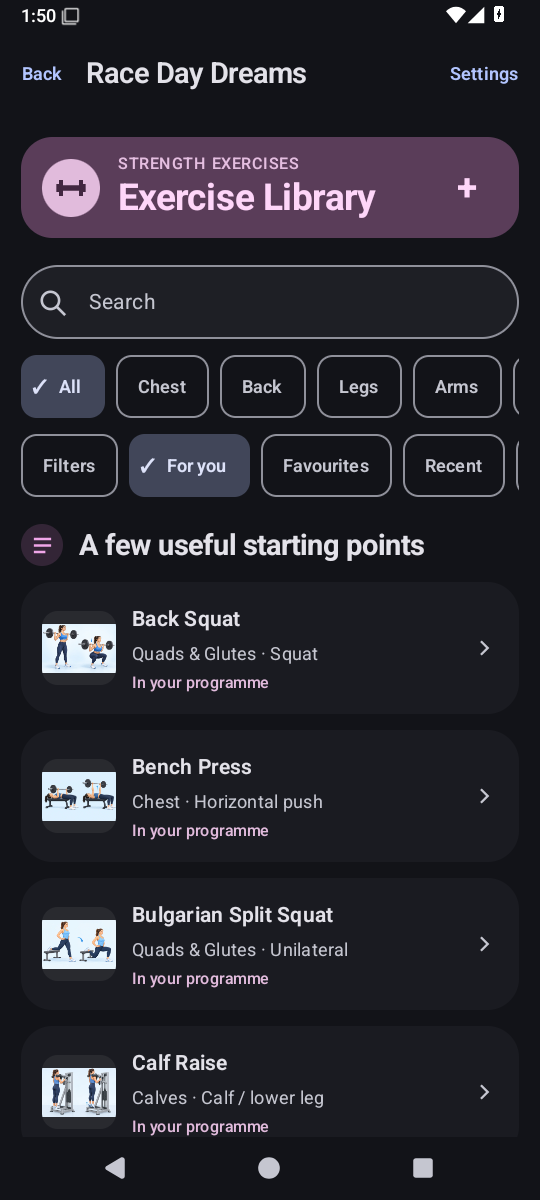 1:50
Back
Race Day Dreams
Settings
STRENGTH EXERCISES
Exercise Library
+
Search
✓ All
Chest
Back
Legs
Arms
Filters
✓ For you
Favourites
Recent
A few useful starting points
Back Squat
Quads & Glutes · Squat
In your programme
Bench Press
Chest · Horizontal push
In your programme
Bulgarian Split Squat
Quads & Glutes · Unilateral
In your programme
Calf Raise
Calves · Calf / lower leg
In your programme